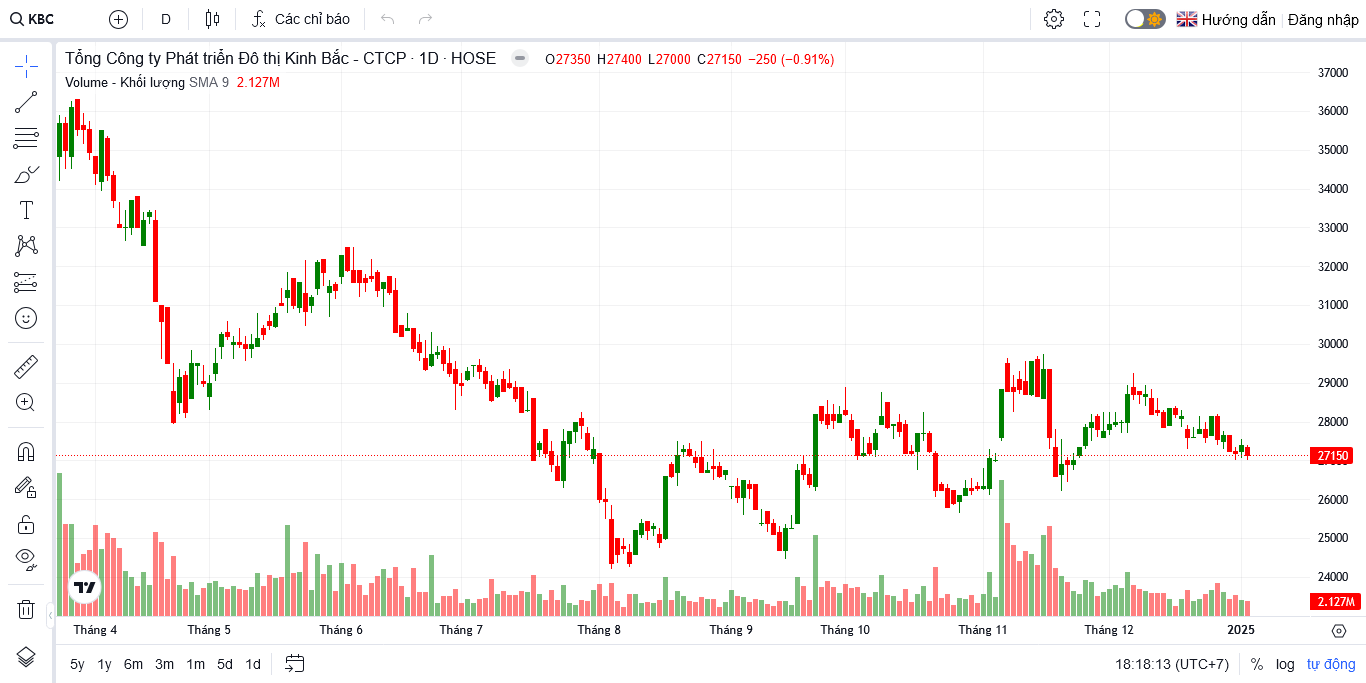 KBC D Các chỉ báo Hướng dẫn Đăng nhập
Tổng Công ty Phát triển Đô thị Kinh Bắc - CTCP · 1D · HOSE O27350 H27400 L27000 C27150 −250 (−0.91%)
Volume - Khối lượng SMA 9 2.127M
37000
36000
35000
34000
33000
32000
31000
30000
29000
28000
27150
27000
26000
25000
24000
2.127M
Tháng 4 Tháng 5 Tháng 6 Tháng 7 Tháng 8 Tháng 9 Tháng 10 Tháng 11 Tháng 12 2025
5y 1y 6m 3m 1m 5d 1d 18:18:13 (UTC+7) % log tự động